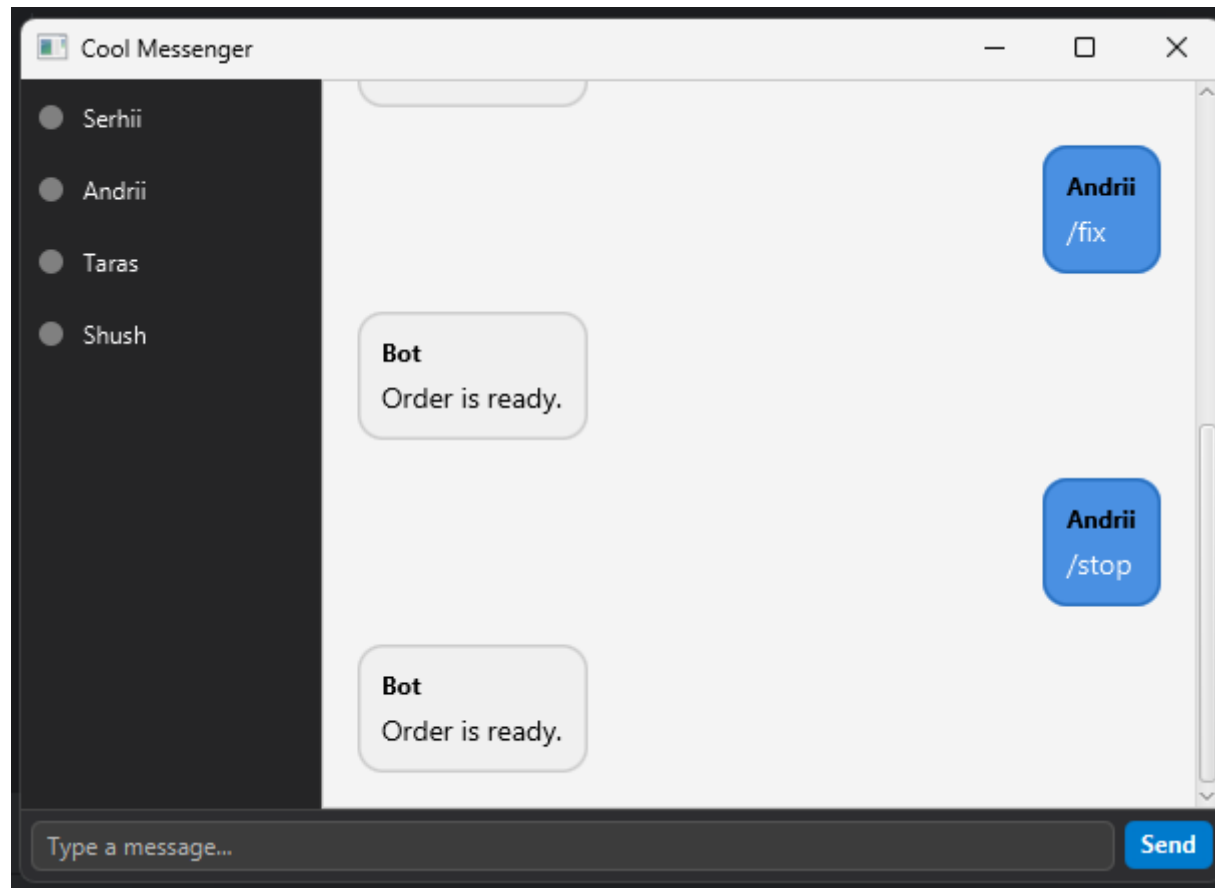 Cool Messenger
Serhii
Andrii
Taras
Shush
Andrii
/fix
Bot
Order is ready.
Andrii
/stop
Bot
Order is ready.
Type a message...
Send